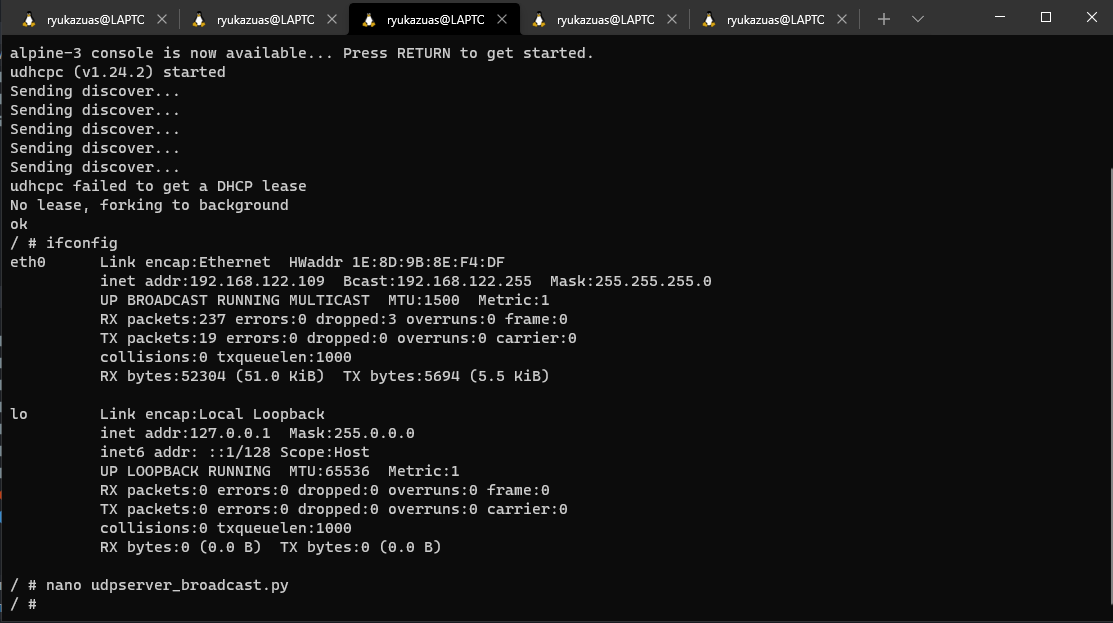 ryukazuas@LAPTC ryukazuas@LAPTC ryukazuas@LAPTC ryukazuas@LAPTC ryukazuas@LAPTC
alpine-3 console is now available... Press RETURN to get started.
udhcpc (v1.24.2) started
Sending discover...
Sending discover...
Sending discover...
Sending discover...
Sending discover...
udhcpc failed to get a DHCP lease
No lease, forking to background
ok
/ # ifconfig
eth0      Link encap:Ethernet  HWaddr 1E:8D:9B:8E:F4:DF
          inet addr:192.168.122.109  Bcast:192.168.122.255  Mask:255.255.255.0
          UP BROADCAST RUNNING MULTICAST  MTU:1500  Metric:1
          RX packets:237 errors:0 dropped:3 overruns:0 frame:0
          TX packets:19 errors:0 dropped:0 overruns:0 carrier:0
          collisions:0 txqueuelen:1000
          RX bytes:52304 (51.0 KiB)  TX bytes:5694 (5.5 KiB)

lo        Link encap:Local Loopback
          inet addr:127.0.0.1  Mask:255.0.0.0
          inet6 addr: ::1/128 Scope:Host
          UP LOOPBACK RUNNING  MTU:65536  Metric:1
          RX packets:0 errors:0 dropped:0 overruns:0 frame:0
          TX packets:0 errors:0 dropped:0 overruns:0 carrier:0
          collisions:0 txqueuelen:1000
          RX bytes:0 (0.0 B)  TX bytes:0 (0.0 B)

/ # nano udpserver_broadcast.py
/ #